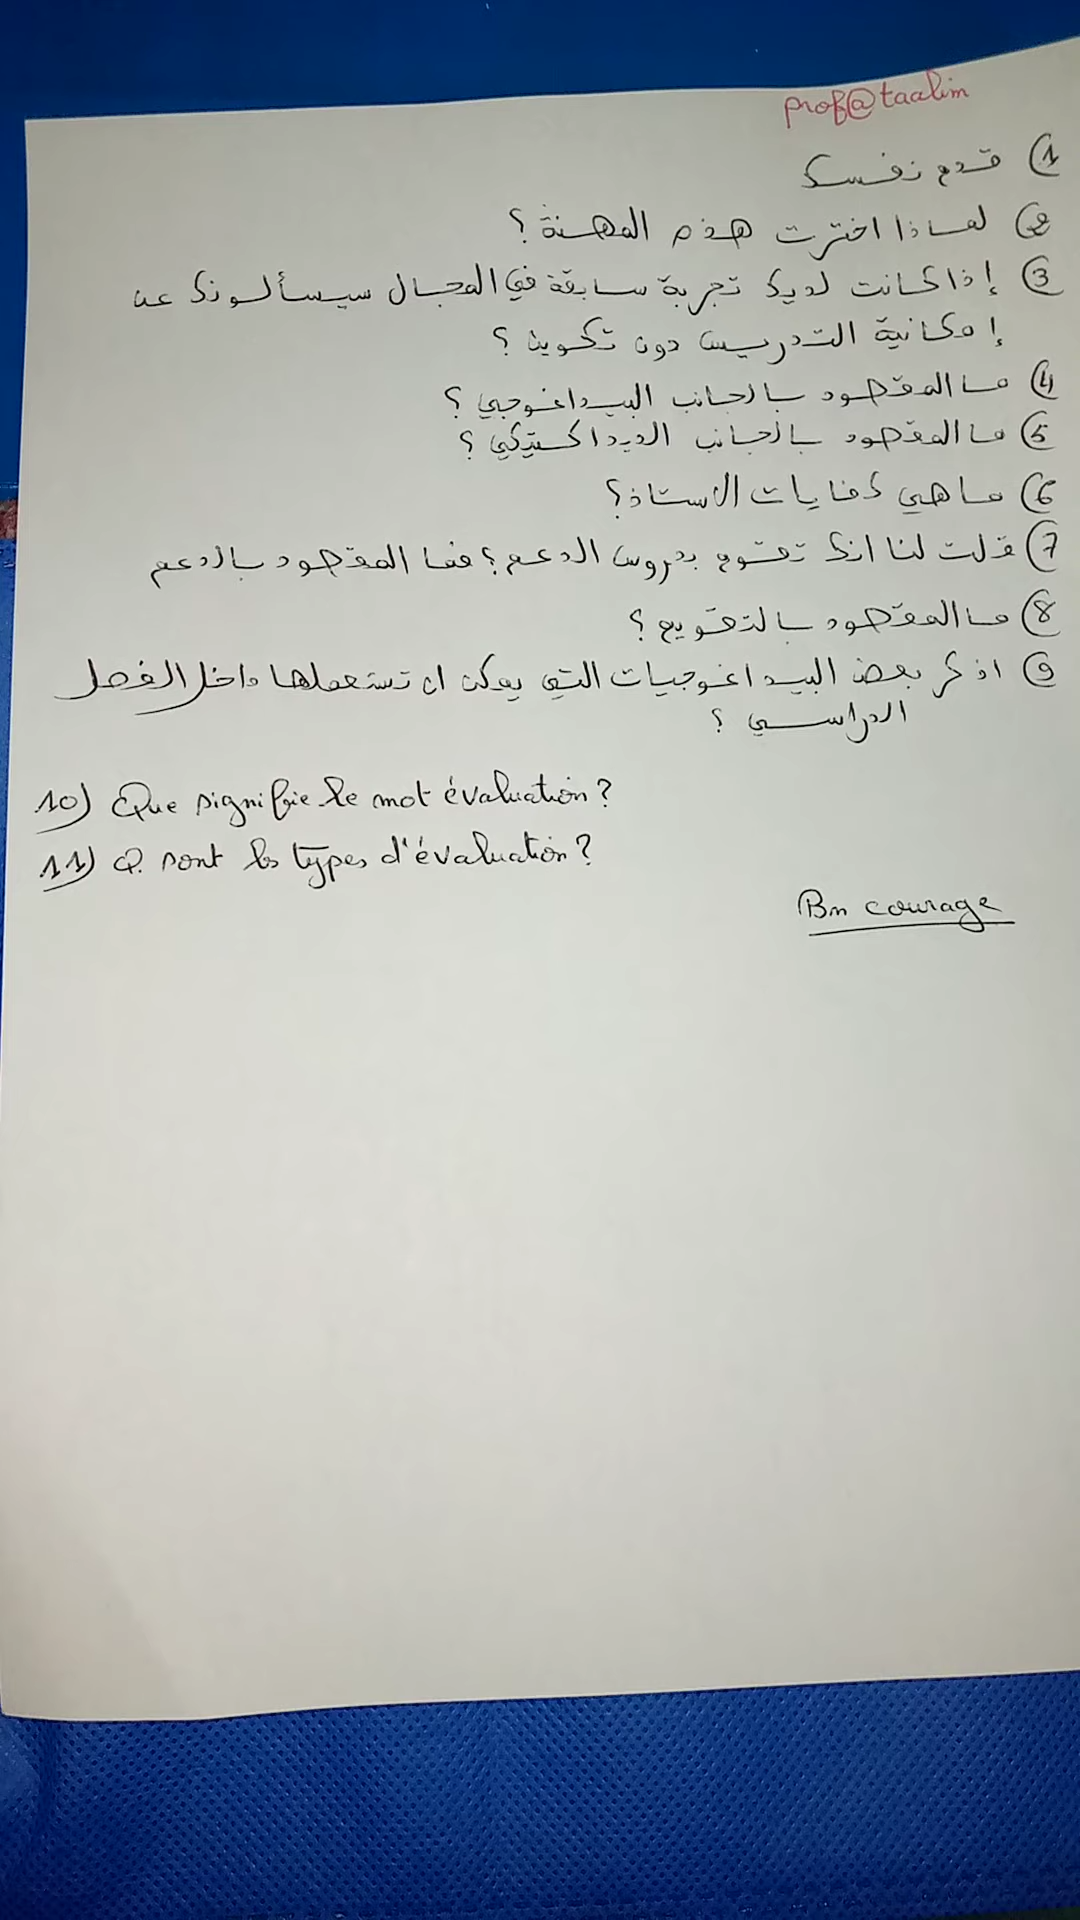 prof@taalim
① قدم نفسك
② لماذا اخترت هذه المهنة ؟
③ إذا كانت لديك تجربة سابقة في المجال سيسألونك عن
إمكانية التدريس دون تكوين ؟
④ ما المقصود بالجانب البيداغوجي ؟
⑤ ما المقصود بالجانب الديداكتيكي ؟
⑥ ما هي كفايات الاستاذ ؟
⑦ قلت لنا انك تقوم بدروس الدعم ؟ فما المقصود بالدعم
⑧ ما المقصود بالتقويم ؟
⑨ اذكر بعض البيداغوجيات التي يمكن ان تستعملها داخل الفصل
الدراسي ؟
10) Que signifie le mot évaluation ?
11) Q. sont les types d'évaluation ?
Bn courage